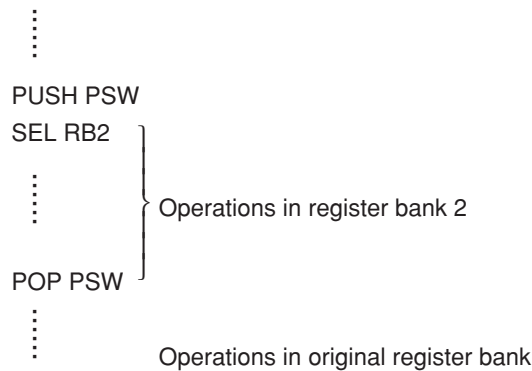 PUSH PSW
SEL RB2
Operations in register bank 2
POP PSW
Operations in original register bank